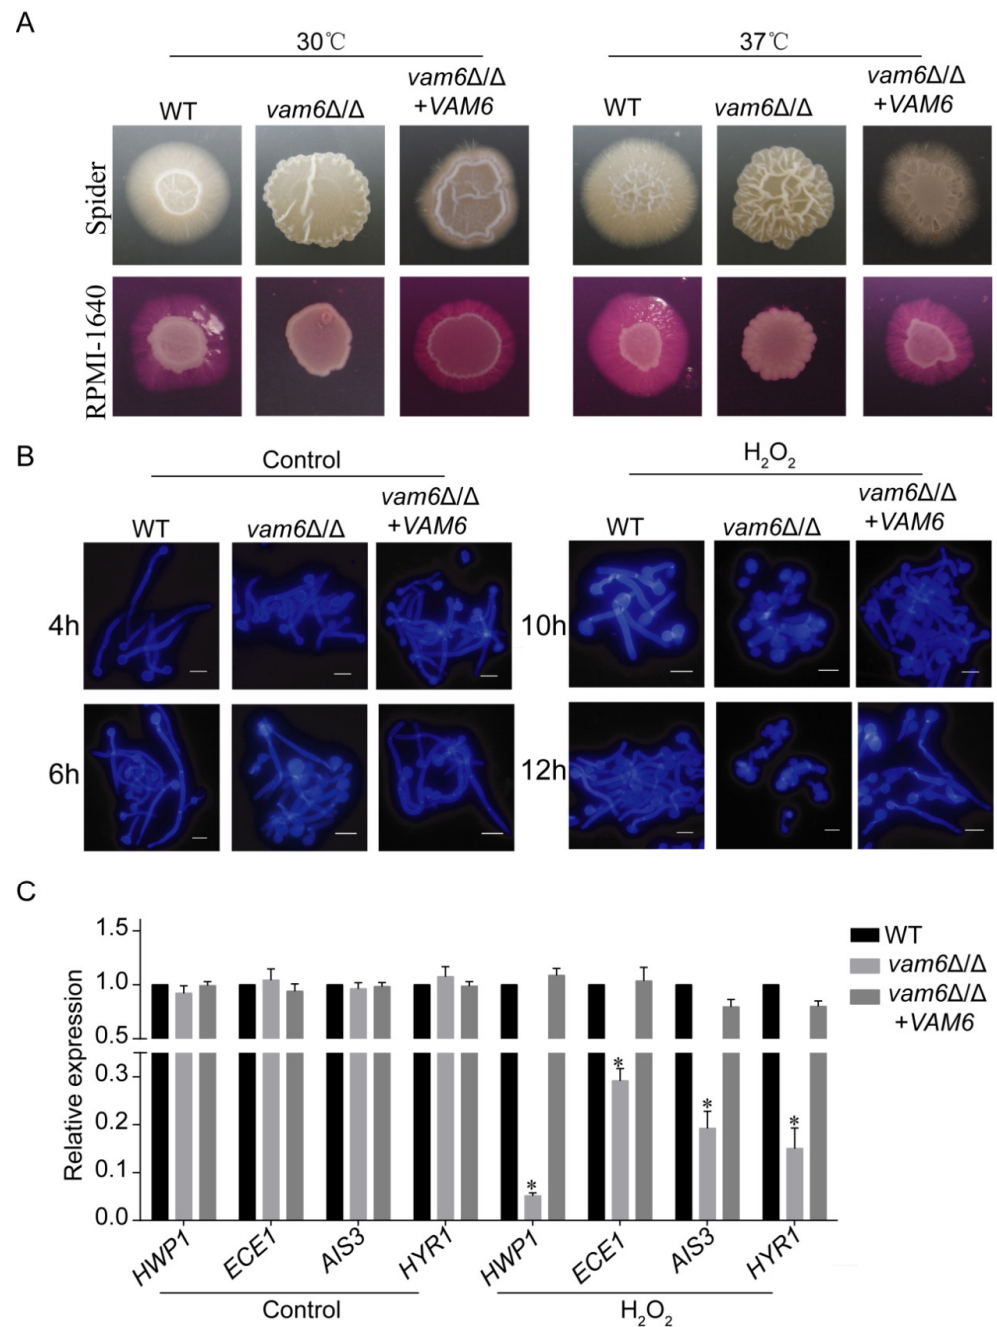 A
30℃ 37℃
WT vam6Δ/Δ vam6Δ/Δ +VAM6 WT vam6Δ/Δ vam6Δ/Δ +VAM6
Spider
RPMI-1640
B
Control H₂O₂
WT vam6Δ/Δ vam6Δ/Δ +VAM6 WT vam6Δ/Δ vam6Δ/Δ +VAM6
4h 10h
6h 12h
C
Relative expression
1.5
1.0
0.5
0.3
0.2
0.1
0.0
* * * *
WT
vam6Δ/Δ
vam6Δ/Δ
+VAM6
HWP1 ECE1 AIS3 HYR1 HWP1 ECE1 AIS3 HYR1
Control H₂O₂